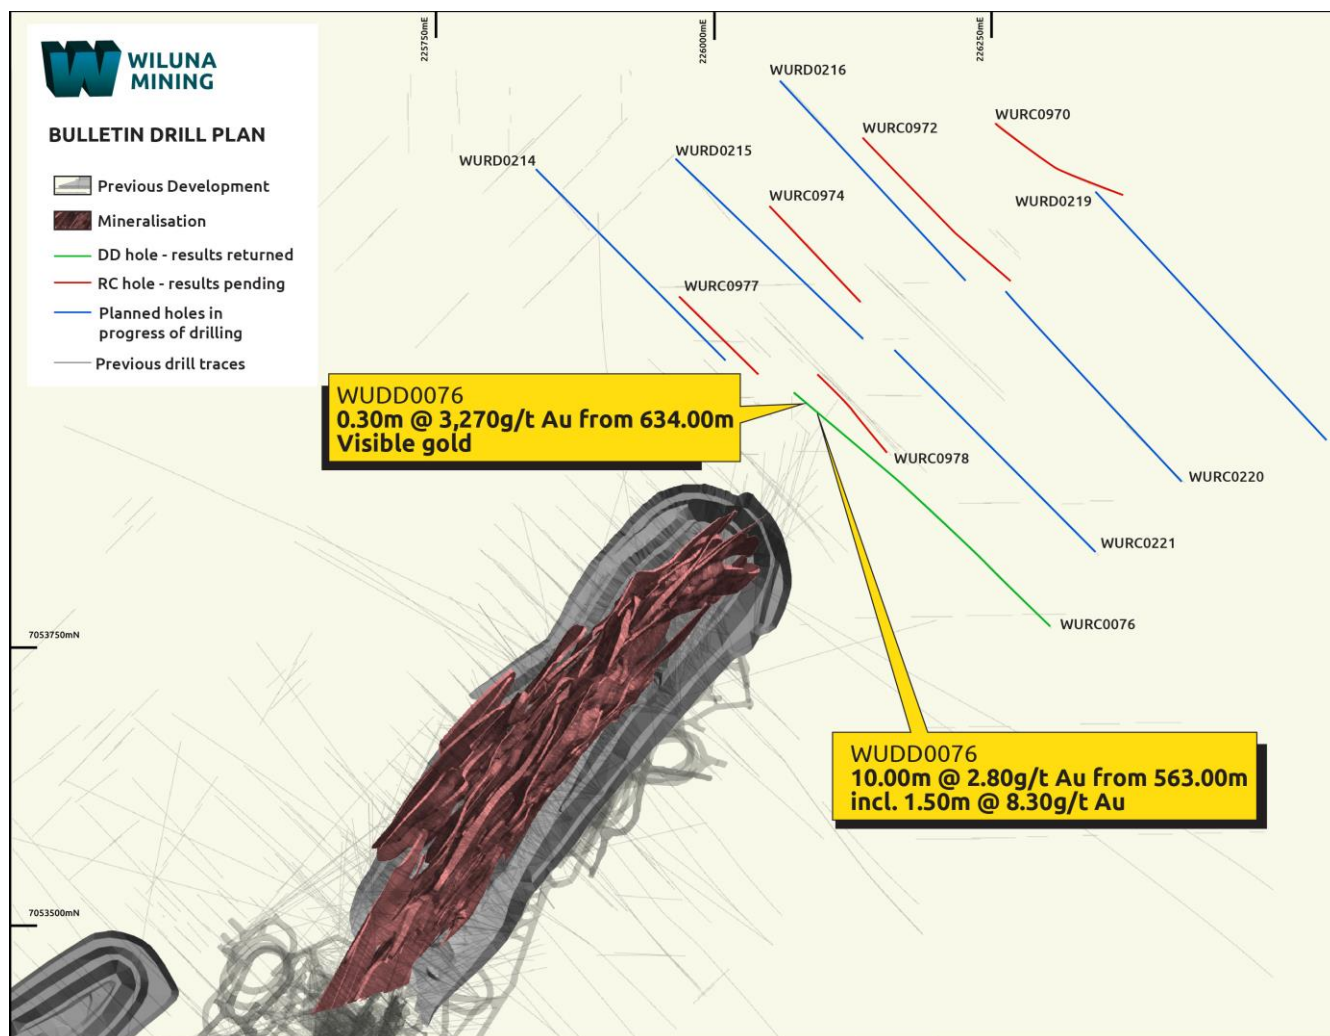 WILUNA
MINING
BULLETIN DRILL PLAN
Previous Development
Mineralisation
DD hole - results returned
RC hole - results pending
Planned holes in
progress of drilling
Previous drill traces
225750mE
226000mE
226250mE
WURD0216
WURC0970
WURC0972
WURD0215
WURD0214
WURC0974
WURD0219
WURC0977
WUDD0076
0.30m @ 3,270g/t Au from 634.00m
Visible gold
WURC0978
WURC0220
WURC0221
WURC0076
7053750mN
WUDD0076
10.00m @ 2.80g/t Au from 563.00m
incl. 1.50m @ 8.30g/t Au
7053500mN